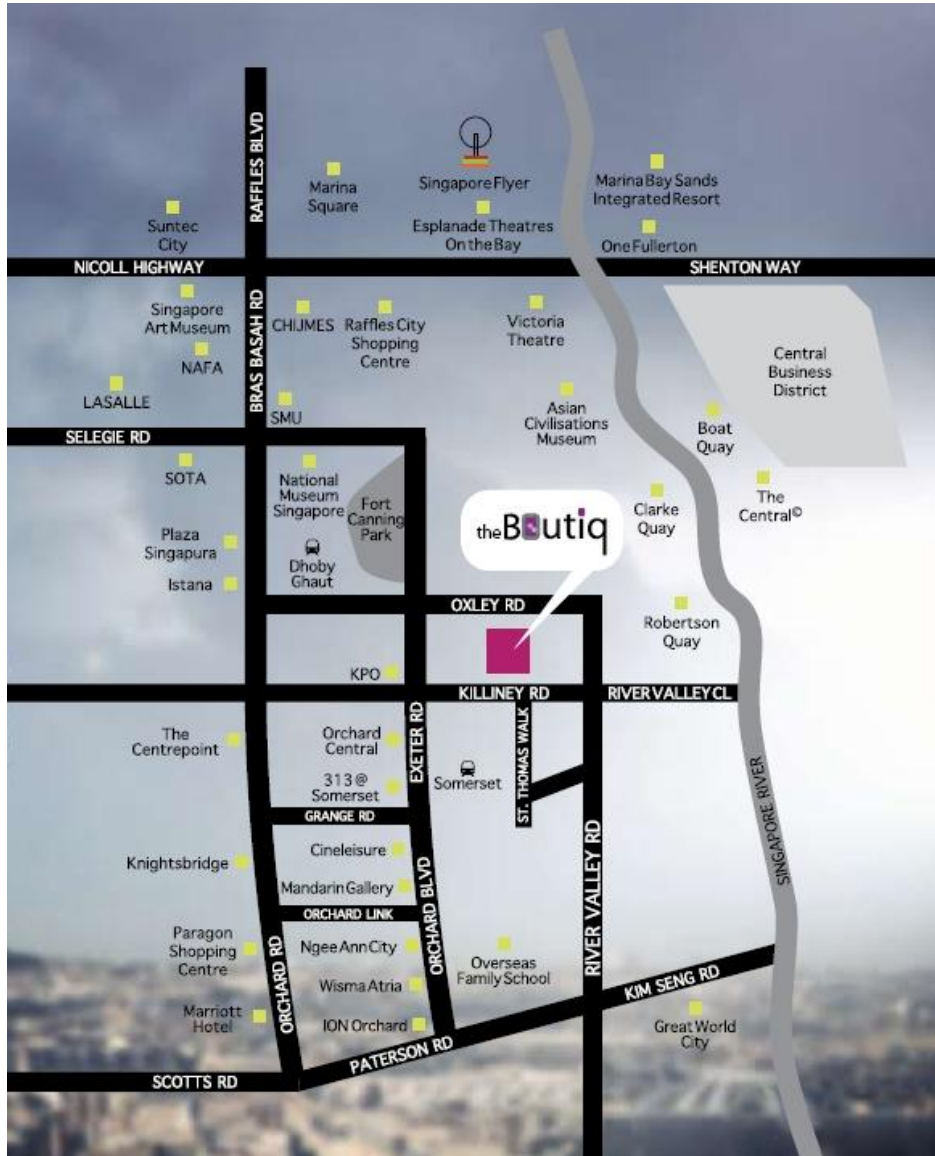 RAFFLES BLVD
Marina
Square
Singapore Flyer
Marina Bay Sands
Integrated Resort
Suntec
City
Esplanade Theatres
On the Bay
One Fullerton
NICOLL HIGHWAY
SHENTON WAY
Singapore
Art Museum
BRAS BASAH RD
CHIJMES
Raffles City
Shopping
Centre
Victoria
Theatre
Central
Business
District
NAFA
LASALLE
SMU
Asian
Civilisations
Museum
Boat
Quay
SELEGIE RD
SOTA
National
Museum
Singapore
Fort
Canning
Park
theBoutiq
Clarke
Quay
The
Central©
Plaza
Singapura
Dhoby
Ghaut
Istana
OXLEY RD
Robertson
Quay
KPO
KILLINEY RD
RIVER VALLEY CL
The
Centrepoint
Orchard
Central
EXETER RD
313@
Somerset
Somerset
ST. THOMAS WALK
SINGAPORE RIVER
GRANGE RD
Knightsbridge
Cineleisure
Mandarin Gallery
ORCHARD LINK
ORCHARD BLVD
RIVER VALLEY RD
Paragon
Shopping
Centre
ORCHARD RD
Ngee Ann City
Overseas
Family School
Wisma Atria
KIM SENG RD
Marriott
Hotel
ION Orchard
Great World
City
PATERSON RD
SCOTTS RD